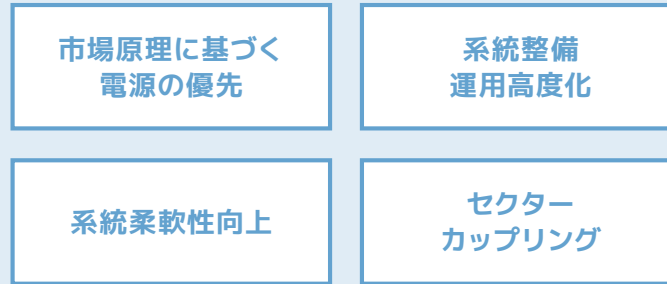 市場原理に基づく
電源の優先
系統整備
運用高度化
系統柔軟性向上
セクター
カップリング